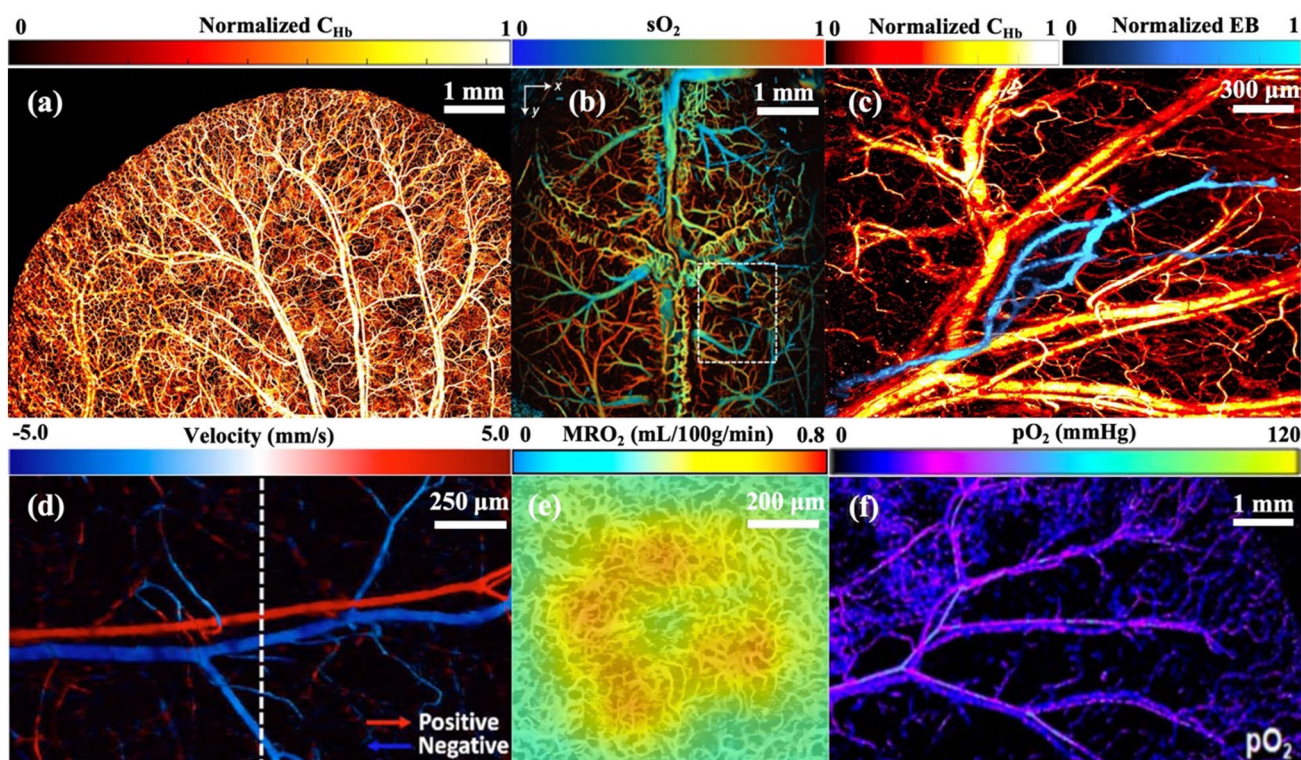 0 Normalized C_Hb 1
0 sO₂ 1
0 Normalized C_Hb 1
0 Normalized EB 1
(a) 1 mm
x
y
(b) 1 mm
(c) 300 µm
-5.0 Velocity (mm/s) 5.0
0 MRO₂ (mL/100g/min) 0.8
0 pO₂ (mmHg) 120
(d) 250 µm
Positive
Negative
(e) 200 µm
(f) 1 mm
pO₂